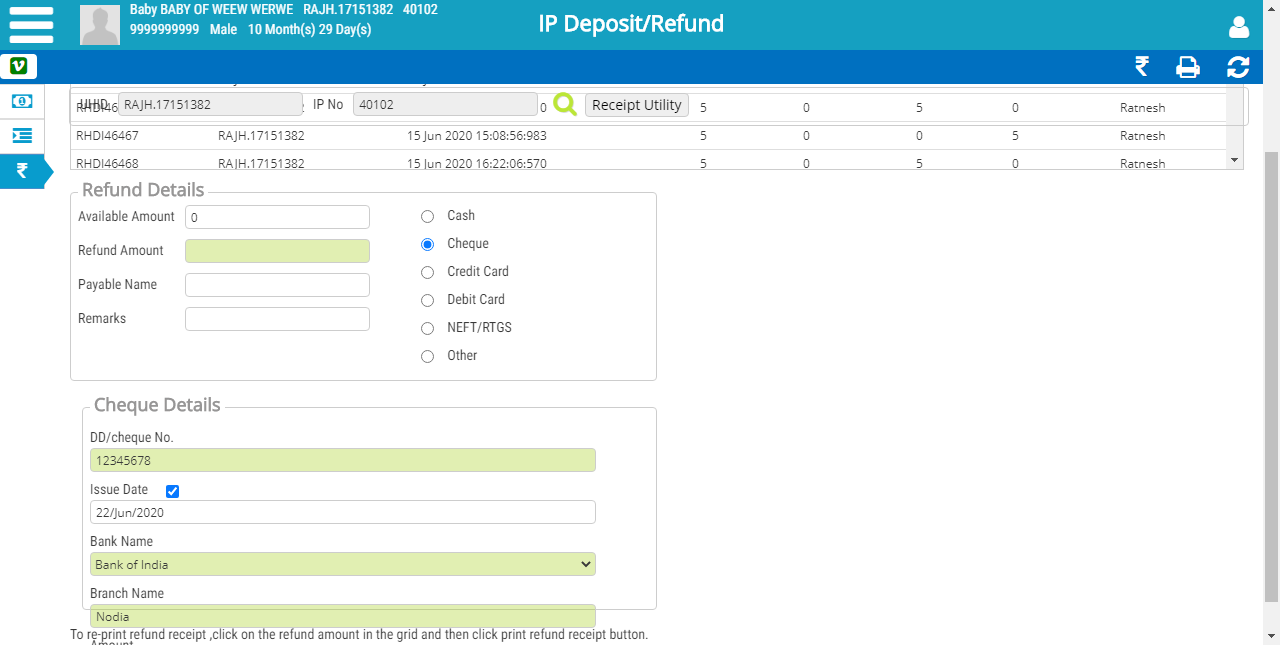 Baby BABY OF WEEW WERWE RAJH.17151382 40102
9999999999 Male 10 Month(s) 29 Day(s)
IP Deposit/Refund
UHID RAJH.17151382 IP No 40102 Receipt Utility
0 5 0 5 0 Ratnesh
RHDI46467 RAJH.17151382 15 Jun 2020 15:08:56:983 5 0 0 5 Ratnesh
RHDI46468 RAJH.17151382 15 Jun 2020 16:22:06:570 5 0 5 0 Ratnesh
Refund Details
Available Amount 0
Refund Amount
Payable Name
Remarks
Cash
Cheque
Credit Card
Debit Card
NEFT/RTGS
Other
Cheque Details
DD/cheque No.
12345678
Issue Date
22/Jun/2020
Bank Name
Bank of India
Branch Name
Nodia
To re-print refund receipt ,click on the refund amount in the grid and then click print refund receipt button.
Amount